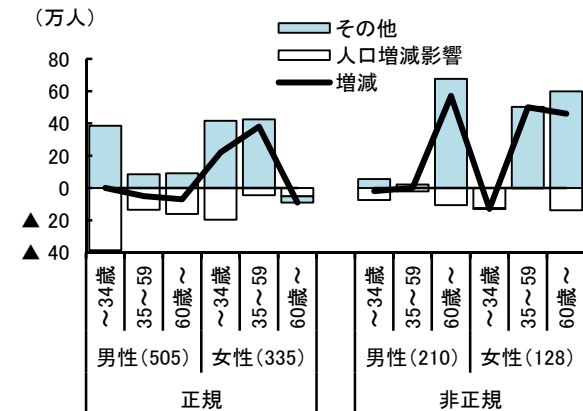 （万人）
その他
人口増減影響
増減
80
60
40
20
0
▲ 20
▲ 40
～34歳
35～59
60歳～
～34歳
35～59
60歳～
～34歳
35～59
60歳～
～34歳
35～59
60歳～
男性（505）
女性（335）
男性（210）
女性（128）
正規
非正規